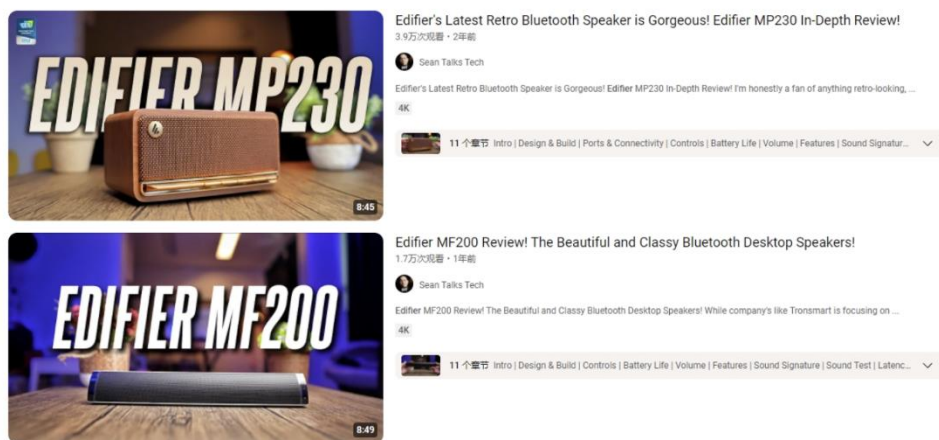 EDIFIER MP230
8:45
Edifier's Latest Retro Bluetooth Speaker is Gorgeous! Edifier MP230 In-Depth Review!
3.9万次观看 • 2年前
Sean Talks Tech
Edifier's Latest Retro Bluetooth Speaker is Gorgeous! Edifier MP230 In-Depth Review! I'm honestly a fan of anything retro-looking, ...
4K
11 个章节 Intro | Design & Build | Ports & Connectivity | Controls | Battery Life | Volume | Features | Sound Signatur...
EDIFIER MF200
8:49
Edifier MF200 Review! The Beautiful and Classy Bluetooth Desktop Speakers!
1.7万次观看 • 1年前
Sean Talks Tech
Edifier MF200 Review! The Beautiful and Classy Bluetooth Desktop Speakers! While company's like Tronsmart is focusing on ...
4K
11 个章节 Intro | Design & Build | Controls | Battery Life | Volume | Features | Sound Signature | Sound Test | Latenc...